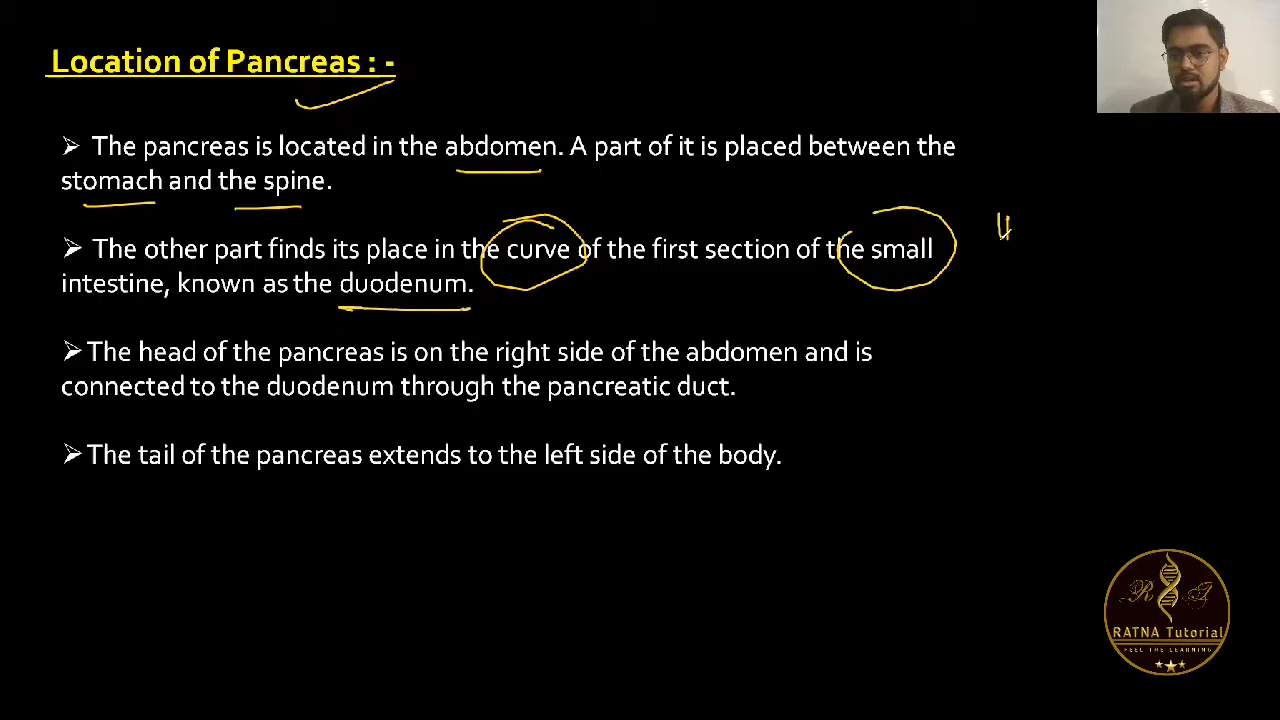 Location of Pancreas : -
➢ The pancreas is located in the abdomen. A part of it is placed between the
stomach and the spine.
➢ The other part finds its place in the curve of the first section of the small
intestine, known as the duodenum.
➢ The head of the pancreas is on the right side of the abdomen and is
connected to the duodenum through the pancreatic duct.
➢ The tail of the pancreas extends to the left side of the body.
RATNA Tutorial
FEEL THE LEARNING